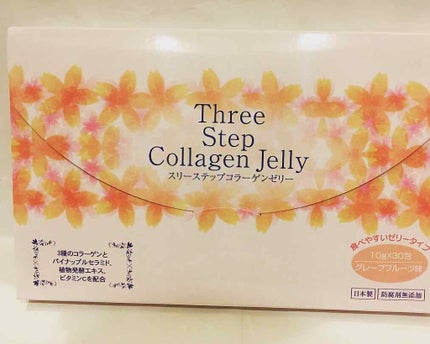 Three
Step
Collagen Jelly
スリーステップコラーゲンゼリー
3種のコラーゲンと
パイナップルセラミド、
植物発酵エキス、
ビタミンCを配合
食べやすいゼリータイプ
10g×30包
グレープフルーツ味
日本製 防腐剤無添加